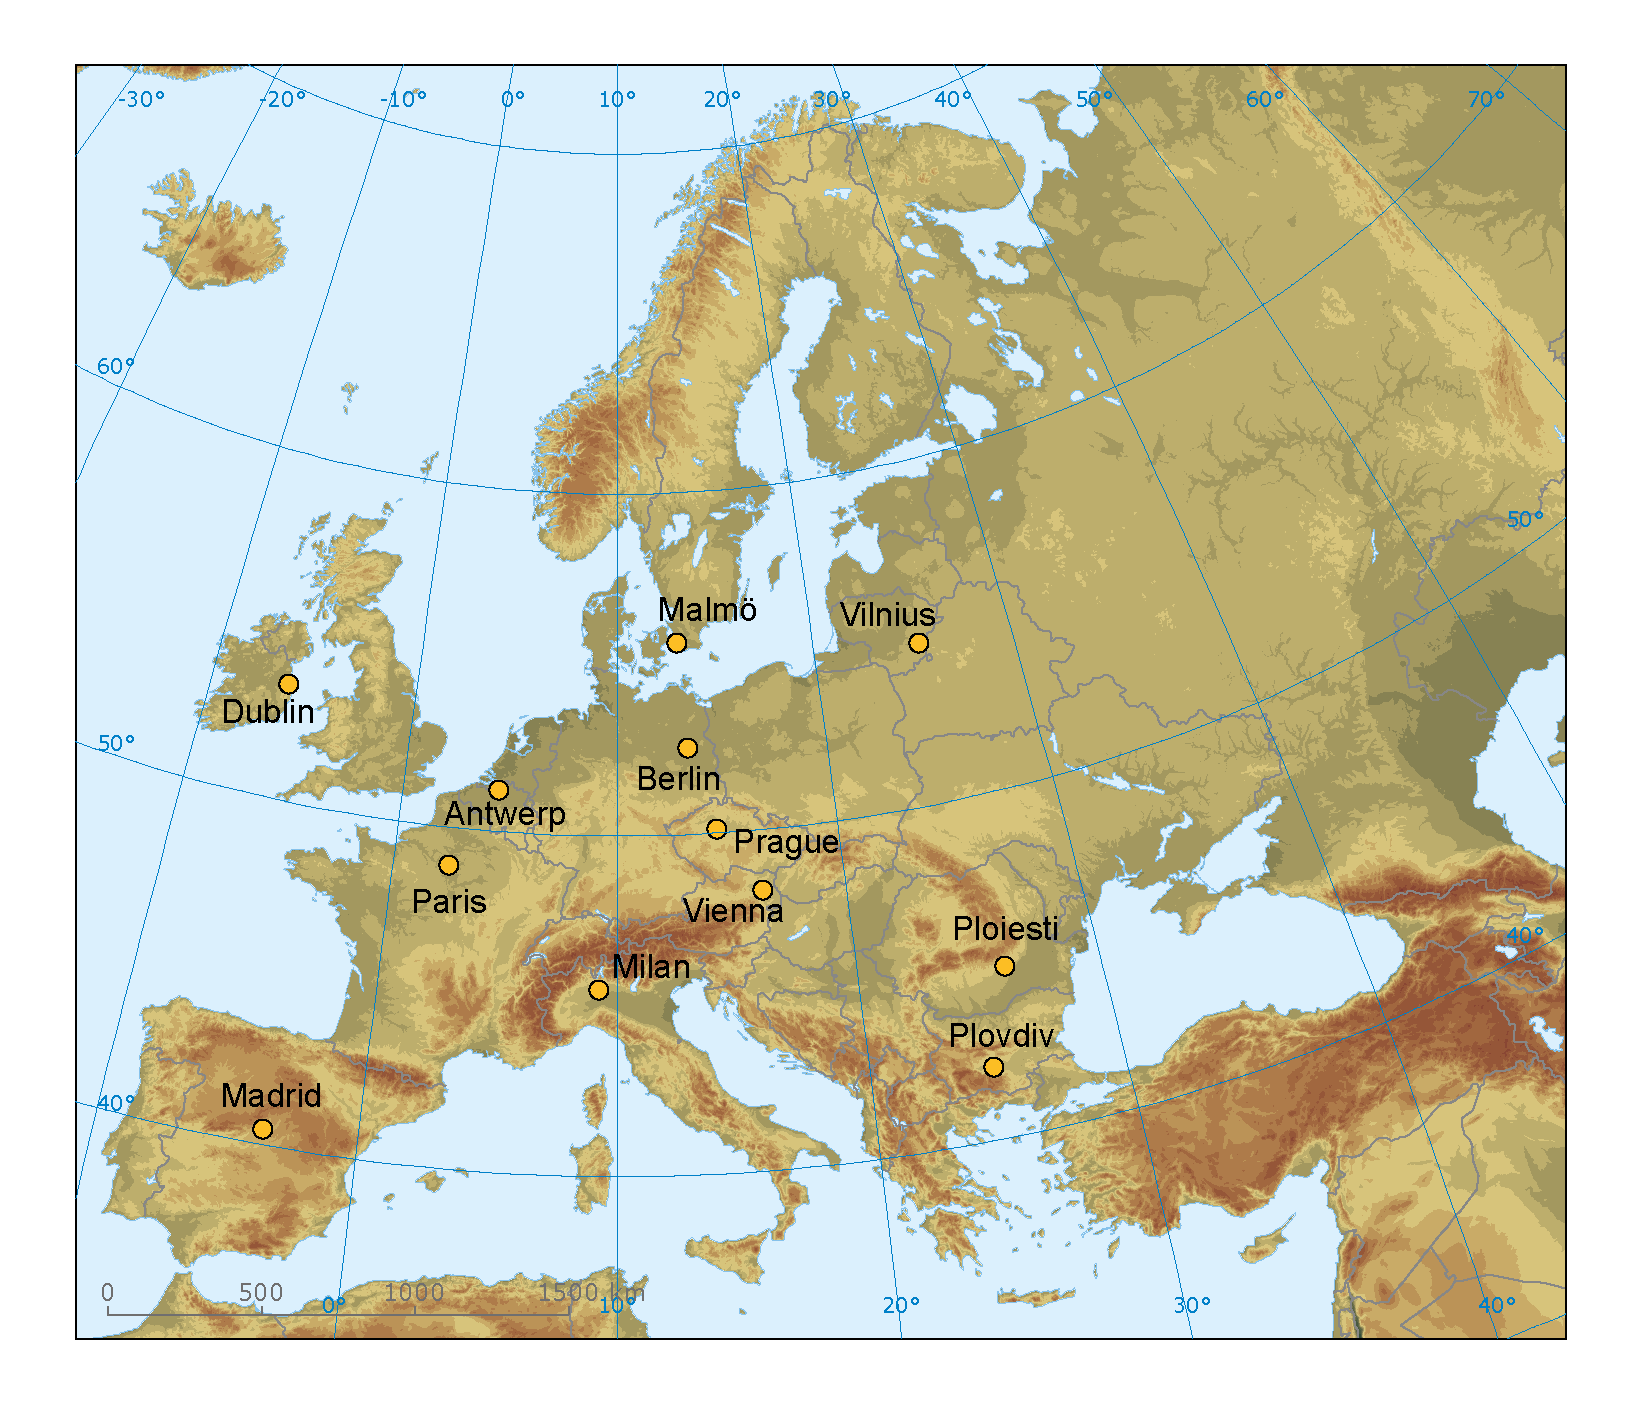 -30° -20° -10° 0° 10° 20° 30° 40° 50° 60° 70°
60°
50°
Malmö
Vilnius
Dublin
50°
Berlin
Antwerp
Prague
Paris
Vienna
Ploiesti
40°
Milan
Plovdiv
Madrid
40°
0 500 1000 1500 km
0° 10° 20° 30° 40°